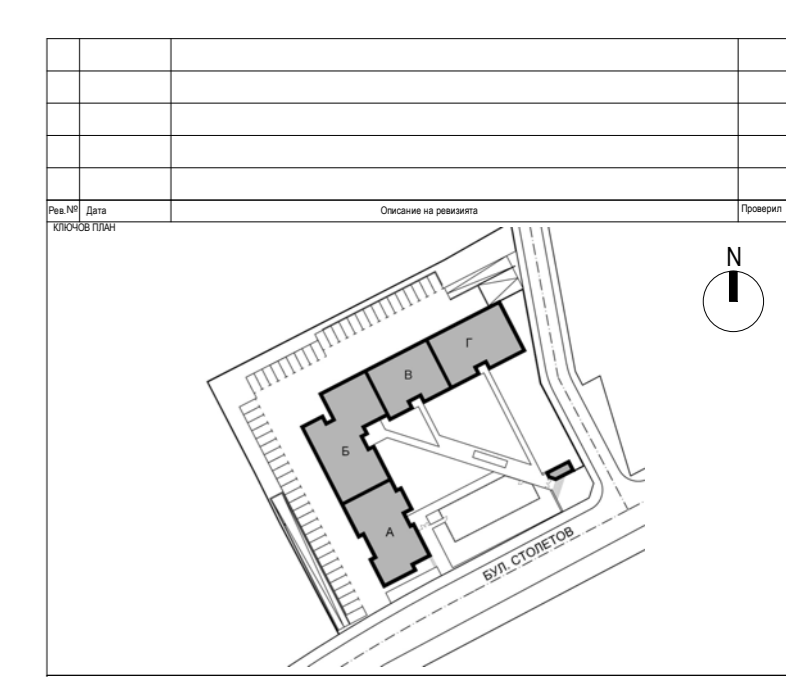 Рев.№ Дата Описание на ревизията Проверил
КЛЮЧОВ ПЛАН
N
Г
В
Б
А
БУЛ. СТОЛЕТОВ